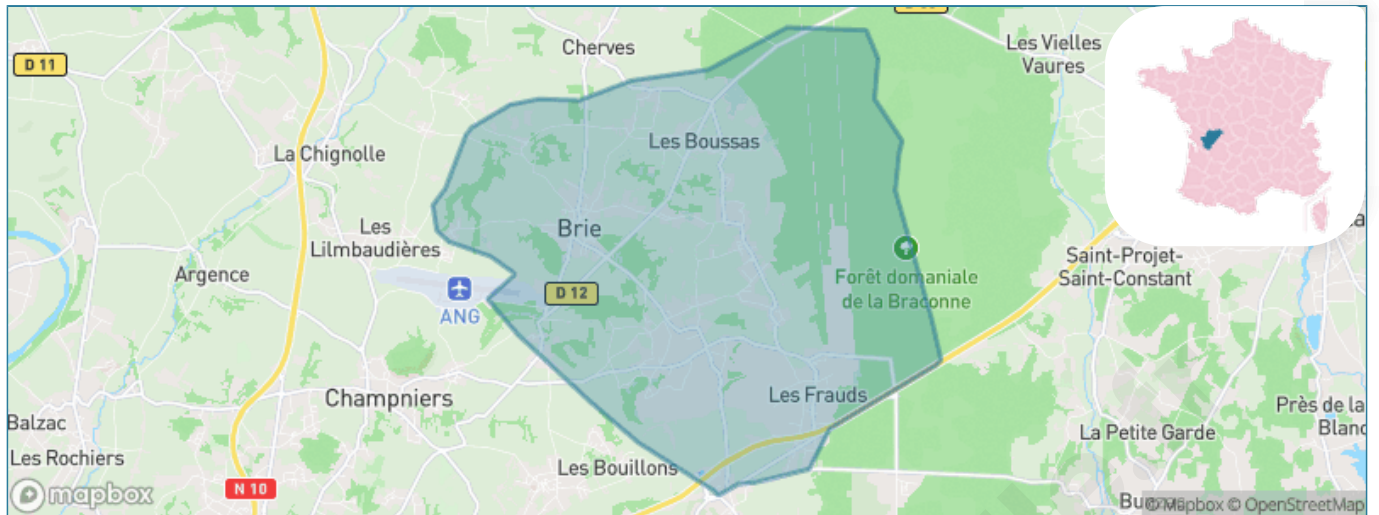 D 11
Cherves
Les Vielles
Vaures
Les Boussas
La Chignolle
Les
Lilmbaudières
Brie
Argence
Saint-Projet-
Saint-Constant
Forêt domaniale
de la Braconne
D 12
ANG
Champniers
Les Frauds
Balzac
Près de la
Les Rochiers
La Petite Garde
Les Bouillons
N 10
mapbox
© Mapbox © OpenStreetMap